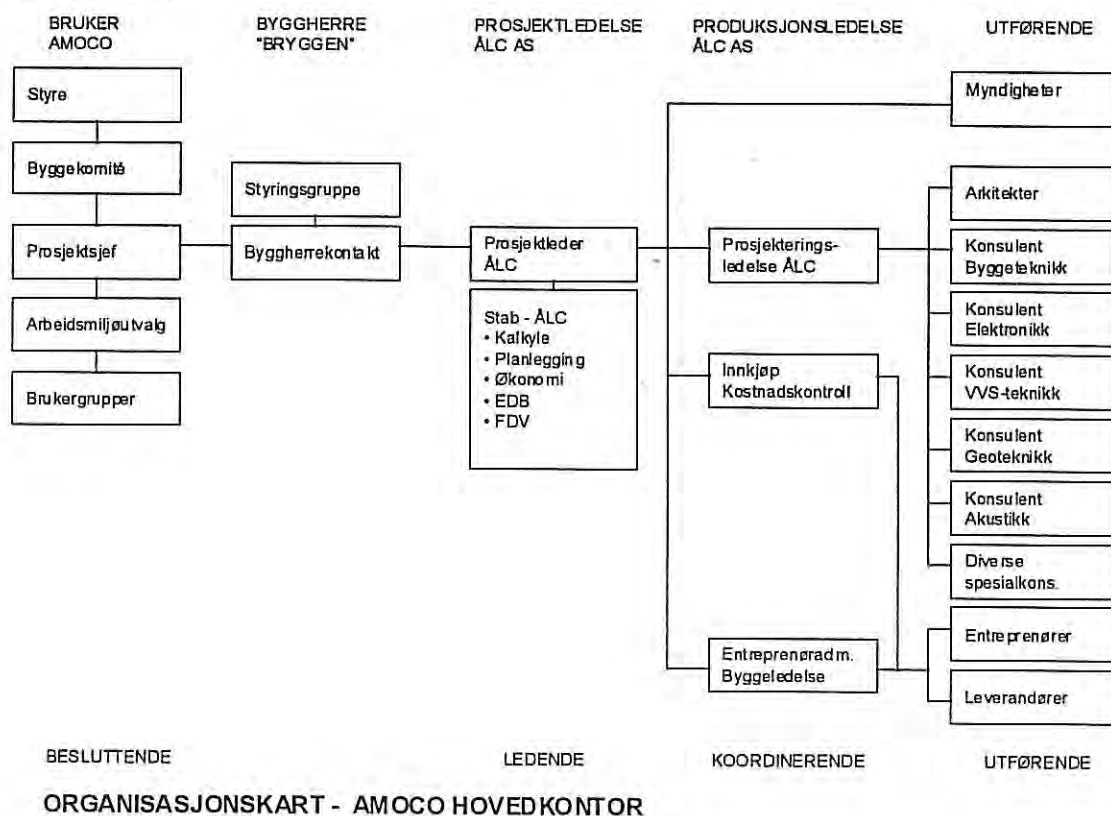 BRUKER
AMOCO
BYGGHERRE
"BRYGGEN"
PROSJEKTLEDELSE
ÅLC AS
PRODUKSJONSLEDELSE
ÅLC AS
UTFØRENDE
Styre
Byggekomité
Prosjektsjef
Arbeidsmiljøutvalg
Brukergrupper
Styringsgruppe
Byggherrekontakt
Prosjektleder
ÅLC
Stab - ÅLC
• Kalkyle
• Planlegging
• Økonomi
• EDB
• FDV
Prosjekterings-
ledelse ÅLC
Innkjøp
Kostnadskontroll
Entreprenøradm.
Byggeledelse
Myndigheter
Arkitekter
Konsulent
Byggeteknikk
Konsulent
Elektronikk
Konsulent
VVS-teknikk
Konsulent
Geoteknikk
Konsulent
Akustikk
Diverse
spesialkons.
Entreprenører
Leverandører
BESLUTTENDE
LEDENDE
KOORDINERENDE
UTFØRENDE
ORGANISASJONSKART - AMOCO HOVEDKONTOR